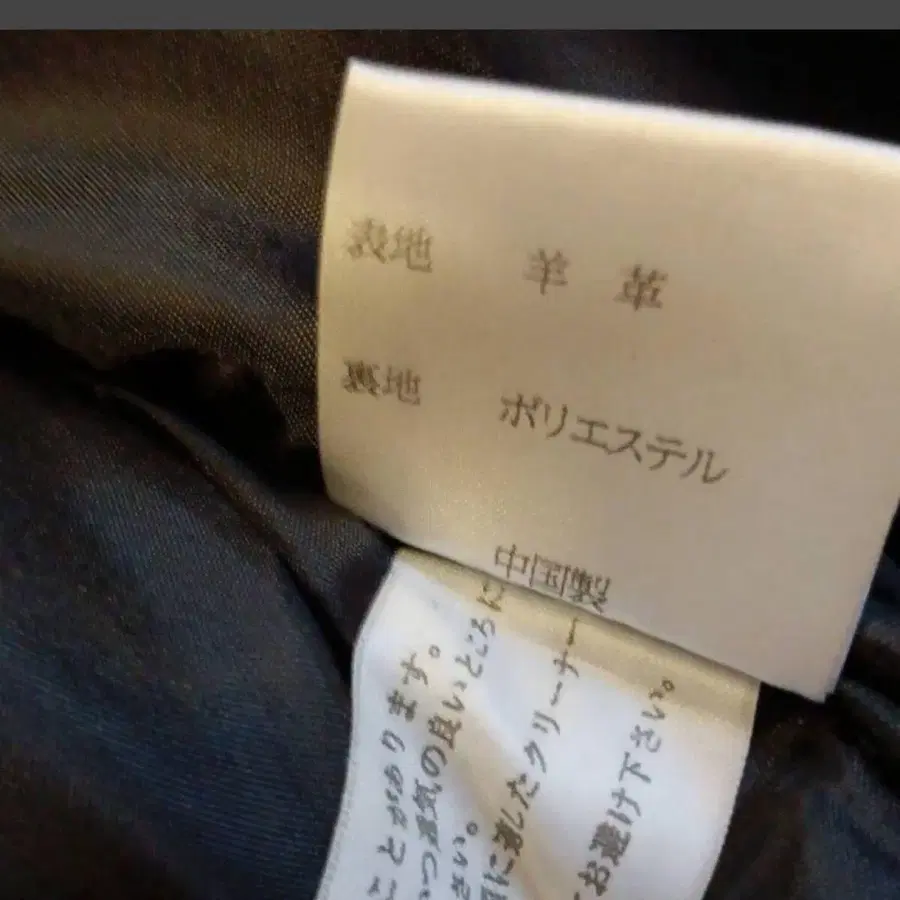 表地 羊革
裏地 ポリエステル
中国製
ことがあります。
つ通気の良いところに
さい。
に適したクリーナー
お避け下さい。